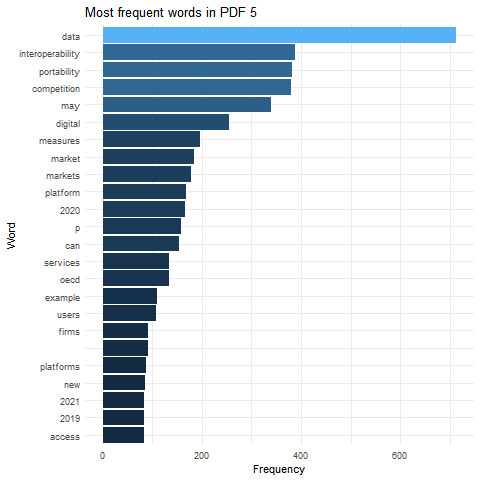 Most frequent words in PDF 5
data
interoperability
portability
competition
may
digital
measures
market
markets
platform
2020
p
can
services
oecd
example
users
firms
platforms
new
2021
2019
access
Word
0 200 400 600
Frequency